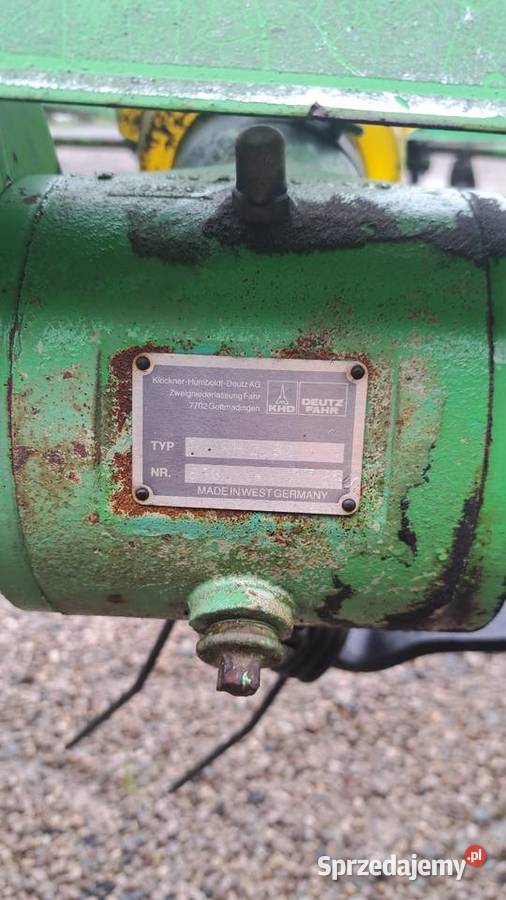 Klöckner-Humboldt-Deutz AG
Zweigniederlassung Fahr
7702 Gottmadingen
KHD
DEUTZ
FAHR
TYP
NR.
MADE IN WEST GERMANY
Sprzedajemy.pl